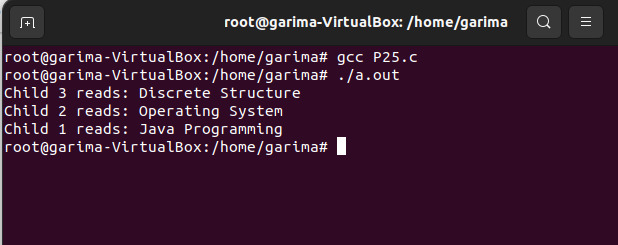 root@garima-VirtualBox: /home/garima
root@garima-VirtualBox:/home/garima# gcc P25.c
root@garima-VirtualBox:/home/garima# ./a.out
Child 3 reads: Discrete Structure
Child 2 reads: Operating System
Child 1 reads: Java Programming
root@garima-VirtualBox:/home/garima#